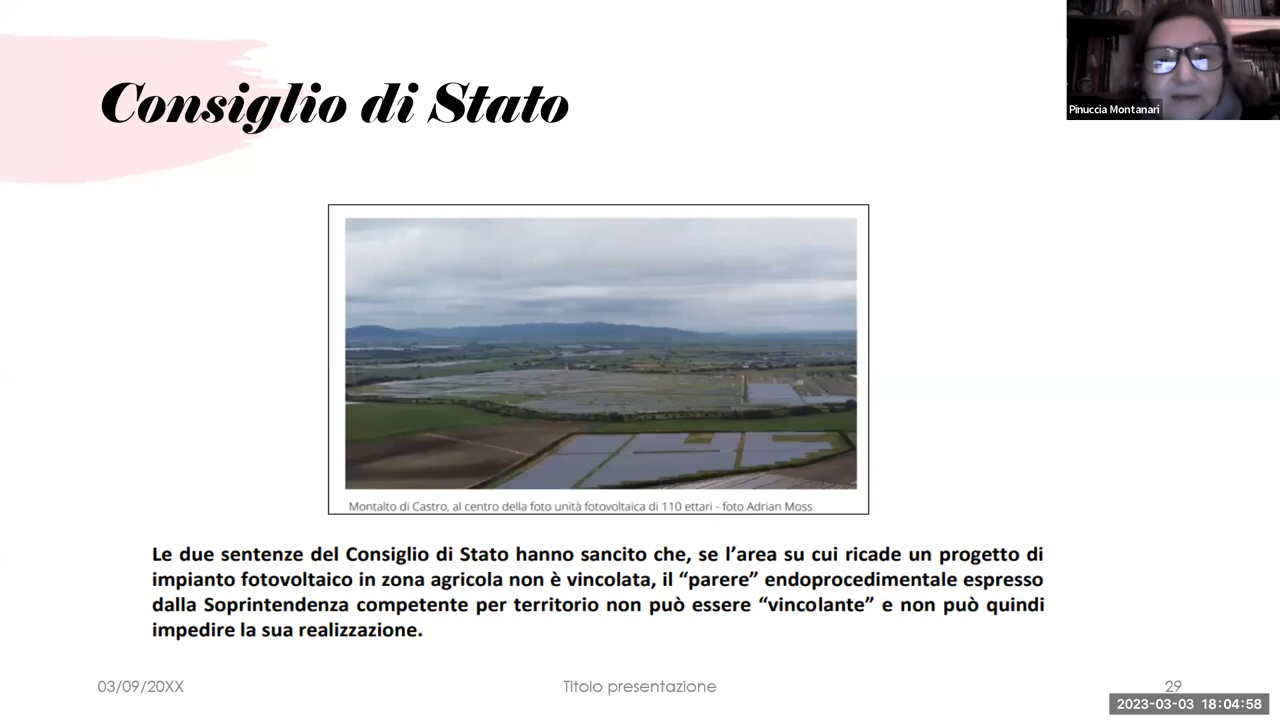 Consiglio di Stato
Pinuccia Montanari
Montalto di Castro, al centro della foto unità fotovoltaica di 110 ettari - foto Adrian Moss
Le due sentenze del Consiglio di Stato hanno sancito che, se l’area su cui ricade un progetto di
impianto fotovoltaico in zona agricola non è vincolata, il “parere” endoprocedimentale espresso
dalla Soprintendenza competente per territorio non può essere “vincolante” e non può quindi
impedire la sua realizzazione.
03/09/20XX
Titolo presentazione
29
2023-03-03 18:04:58